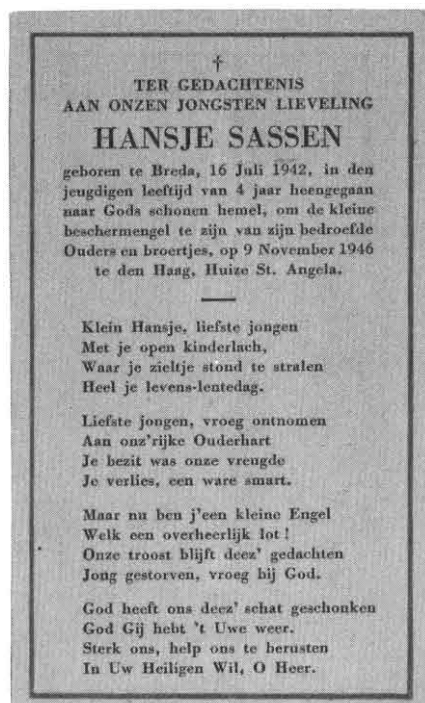 †
TER GEDACHTENIS
AAN ONZEN JONGSTEN LIEVELING
HANSJE SASSEN
geboren te Breda, 16 Juli 1942, in den
jeugdigen leeftijd van 4 jaar heengegaan
naar Gods schonen hemel, om de kleine
beschermengel te zijn van zijn bedroefde
Ouders en broertjes, op 9 November 1946
te den Haag, Huize St. Angela.
Klein Hansje, liefste jongen
Met je open kinderlach,
Waar je zieltje stond te stralen
Heel je levens-lentedag.
Liefste jongen, vroeg ontnomen
Aan onz'rijke Ouderhart
Je bezit was onze vreugde
Je verlies, een ware smart.
Maar nu ben j'een kleine Engel
Welk een overheerlijk lot!
Onze troost blijft deez' gedachten
Jong gestorven, vroeg bij God.
God heeft ons deez' schat geschonken
God Gij hebt 't Uwe weer.
Sterk ons, help ons te berusten
In Uw Heiligen Wil, O Heer.